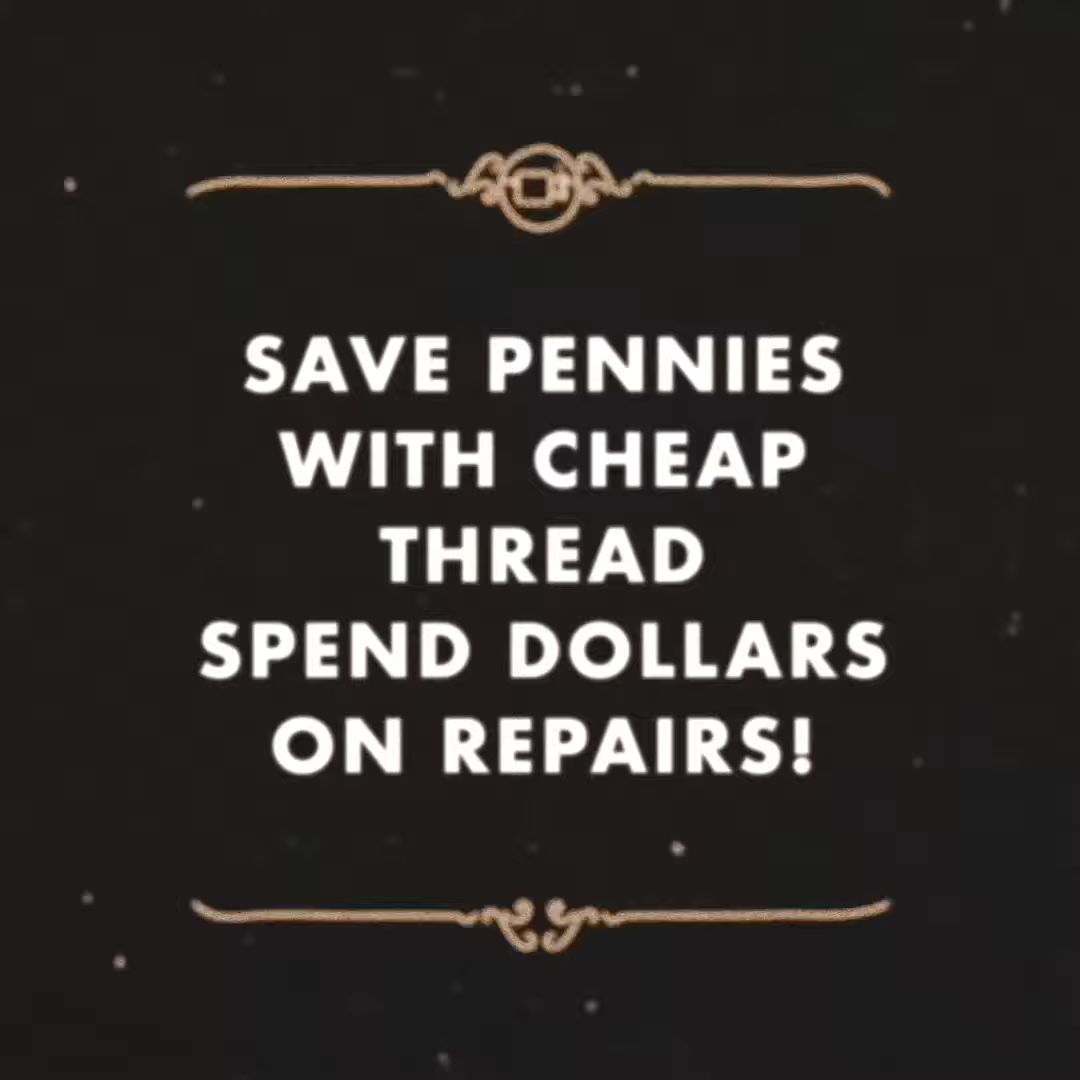 SAVE PENNIES
WITH CHEAP
THREAD
SPEND DOLLARS
ON REPAIRS!